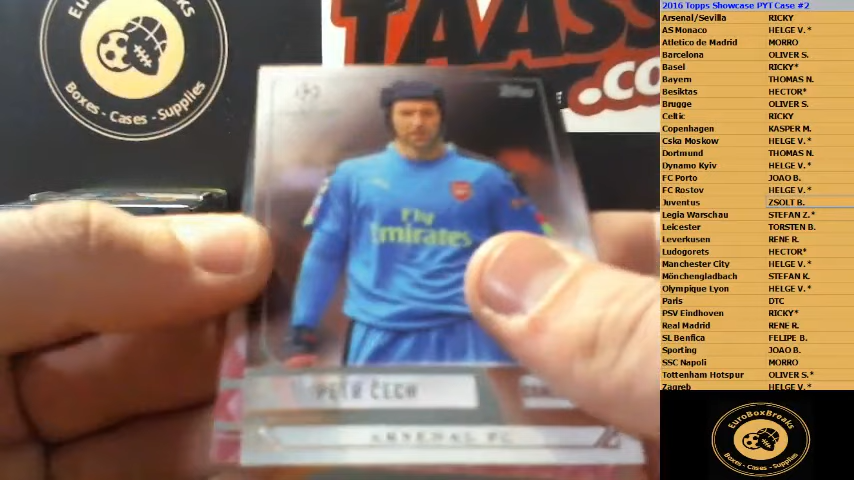 EuroBoxBreaks
Boxes - Cases - Supplies
TAASS
.co
Topps
Fly
Emirates
PETR ČECH
ARSENAL FC
2016 Topps Showcase PYT Case #2
Arsenal/Sevilla RICKY
AS Monaco HELGE V.*
Atletico de Madrid MORRO
Barcelona OLIVER S.
Basel RICKY*
Bayern THOMAS N.
Besiktas HECTOR*
Brugge OLIVER S.
Celtic RICKY
Copenhagen KASPER M.
Cska Moskow HELGE V.*
Dortmund THOMAS N.
Dynamo Kyiv HELGE V.*
FC Porto JOAO B.
FC Rostov HELGE V.*
Juventus ZSOLT B.
Legia Warschau STEFAN Z.*
Leicester TORSTEN B.
Leverkusen RENE R.
Ludogorets HECTOR*
Manchester City HELGE V.*
Mönchengladbach STEFAN K.
Olympique Lyon HELGE V.*
Paris DTC
PSV Eindhoven RICKY*
Real Madrid RENE R.
SL Benfica FELIPE B.
Sporting JOAO B.
SSC Napoli MORRO
Tottenham Hotspur OLIVER S.*
Zagreb HELGE V.*
EuroBoxBreaks
Boxes - Cases - Supplies